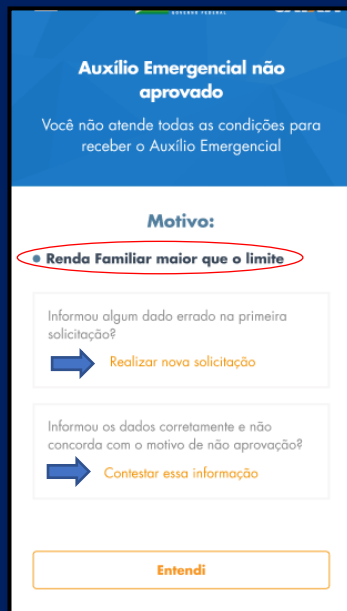 GOVERNO FEDERAL
Auxílio Emergencial não
aprovado
Você não atende todas as condições para
receber o Auxílio Emergencial
Motivo:
Renda Familiar maior que o limite
Informou algum dado errado na primeira
solicitação?
Realizar nova solicitação
Informou os dados corretamente e não
concorda com o motivo de não aprovação?
Contestar essa informação
Entendi